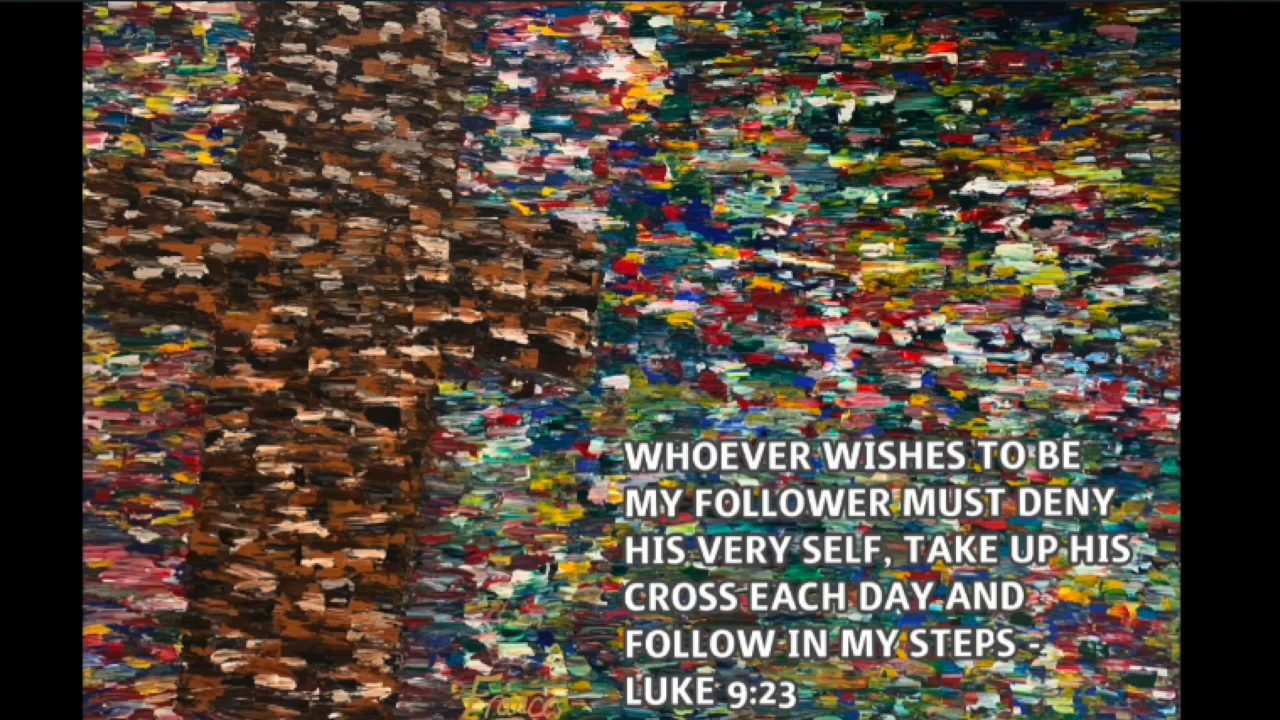 WHOEVER WISHES TO BE
MY FOLLOWER MUST DENY
HIS VERY SELF, TAKE UP HIS
CROSS EACH DAY AND
FOLLOW IN MY STEPS -
LUKE 9:23